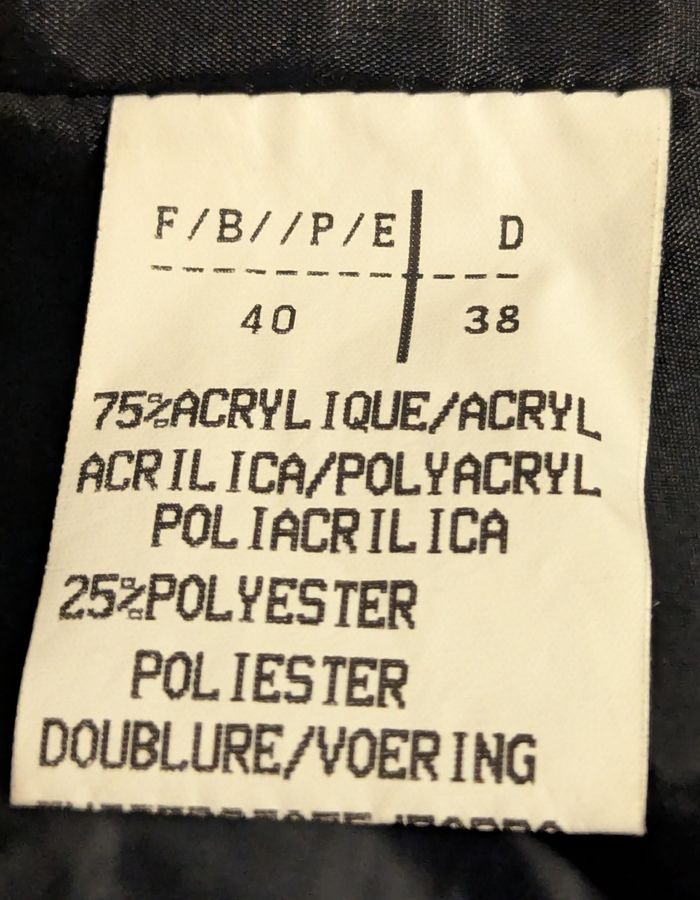 F/B//P/E D
40 38
75%ACRYLIQUE/ACRYL
ACRILICA/POLYACRYL
POLIACRILICA
25%POLYESTER
POLIESTER
DOUBLURE/VOERING